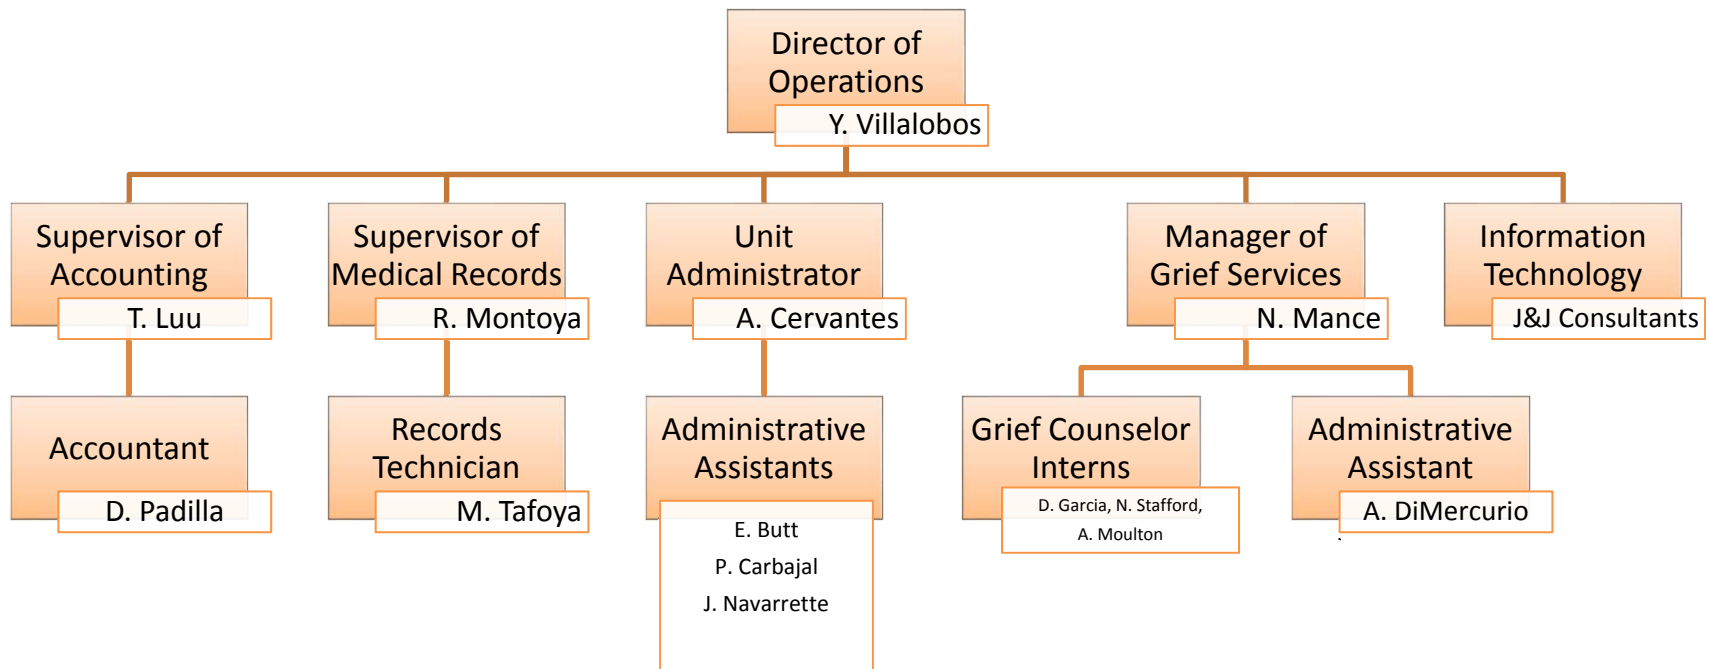 Director of
Operations
Y. Villalobos
Supervisor of
Accounting
T. Luu
Supervisor of
Medical Records
R. Montoya
Unit
Administrator
A. Cervantes
Manager of
Grief Services
N. Mance
Information
Technology
J&J Consultants
Accountant
D. Padilla
Records
Technician
M. Tafoya
Administrative
Assistants
E. Butt
P. Carbajal
J. Navarrette
Grief Counselor
Interns
D. Garcia, N. Stafford,
A. Moulton
Administrative
Assistant
A. DiMercurio